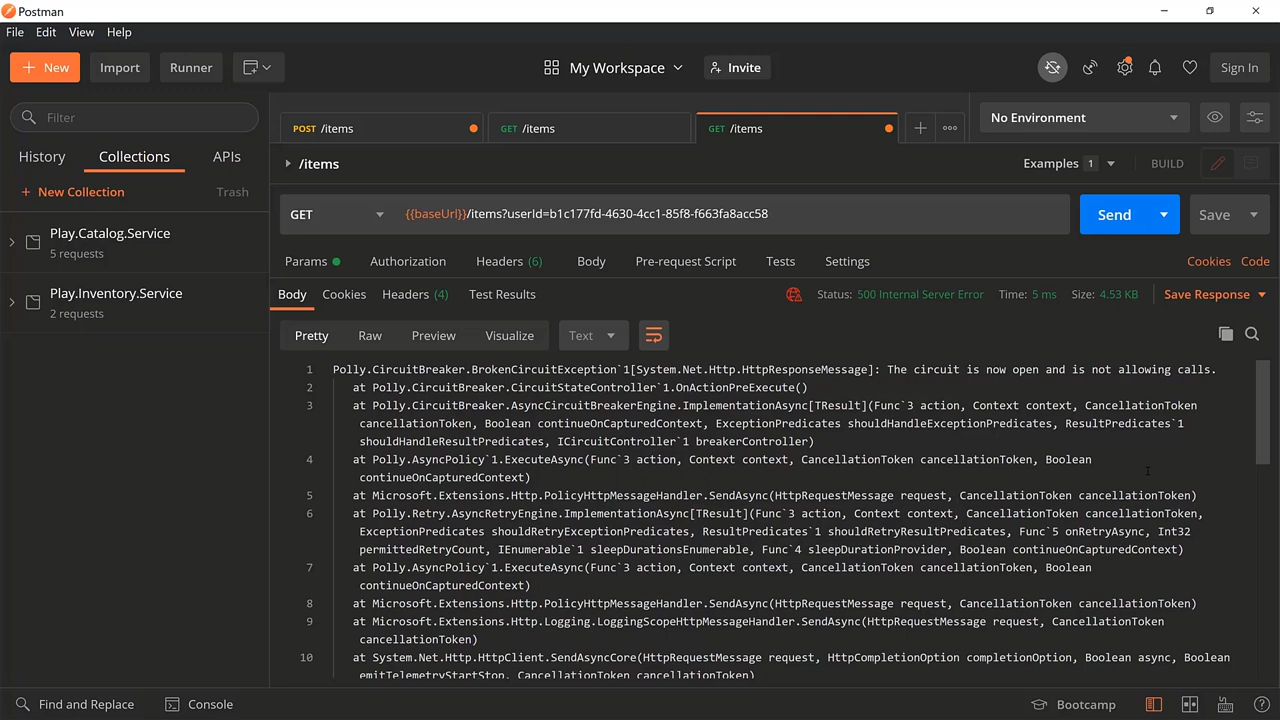 Postman
File Edit View Help
New Import Runner My Workspace Invite Sign In
Filter
History Collections APIs
+ New Collection Trash
Play.Catalog.Service
5 requests
Play.Inventory.Service
2 requests
POST /items GET /items GET /items No Environment
/items Examples 1 BUILD
GET {{baseUrl}}/items?userId=b1c177fd-4630-4cc1-85f8-f663fa8acc58 Send Save
Params Authorization Headers (6) Body Pre-request Script Tests Settings Cookies Code
Body Cookies Headers (4) Test Results Status: 500 Internal Server Error Time: 5 ms Size: 4.53 KB Save Response
Pretty Raw Preview Visualize Text
1 Polly.CircuitBreaker.BrokenCircuitException`1[System.Net.Http.HttpResponseMessage]: The circuit is now open and is not allowing calls.
2 at Polly.CircuitBreaker.CircuitStateController`1.OnActionPreExecute()
3 at Polly.CircuitBreaker.AsyncCircuitBreakerEngine.ImplementationAsync[TResult](Func`3 action, Context context, CancellationToken
cancellationToken, Boolean continueOnCapturedContext, ExceptionPredicates shouldHandleExceptionPredicates, ResultPredicates`1
shouldHandleResultPredicates, ICircuitController`1 breakerController)
4 at Polly.AsyncPolicy`1.ExecuteAsync(Func`3 action, Context context, CancellationToken cancellationToken, Boolean
continueOnCapturedContext)
5 at Microsoft.Extensions.Http.PolicyHttpMessageHandler.SendAsync(HttpRequestMessage request, CancellationToken cancellationToken)
6 at Polly.Retry.AsyncRetryEngine.ImplementationAsync[TResult](Func`3 action, Context context, CancellationToken cancellationToken,
ExceptionPredicates shouldRetryExceptionPredicates, ResultPredicates`1 shouldRetryResultPredicates, Func`5 onRetryAsync, Int32
permittedRetryCount, IEnumerable`1 sleepDurationsEnumerable, Func`4 sleepDurationProvider, Boolean continueOnCapturedContext)
7 at Polly.AsyncPolicy`1.ExecuteAsync(Func`3 action, Context context, CancellationToken cancellationToken, Boolean
continueOnCapturedContext)
8 at Microsoft.Extensions.Http.PolicyHttpMessageHandler.SendAsync(HttpRequestMessage request, CancellationToken cancellationToken)
9 at Microsoft.Extensions.Http.Logging.LoggingScopeHttpMessageHandler.SendAsync(HttpRequestMessage request, CancellationToken
cancellationToken)
10 at System.Net.Http.HttpClient.SendAsyncCore(HttpRequestMessage request, HttpCompletionOption completionOption, Boolean async, Boolean
emitTelemetryStartStop, CancellationToken cancellationToken)
Find and Replace Console Bootcamp